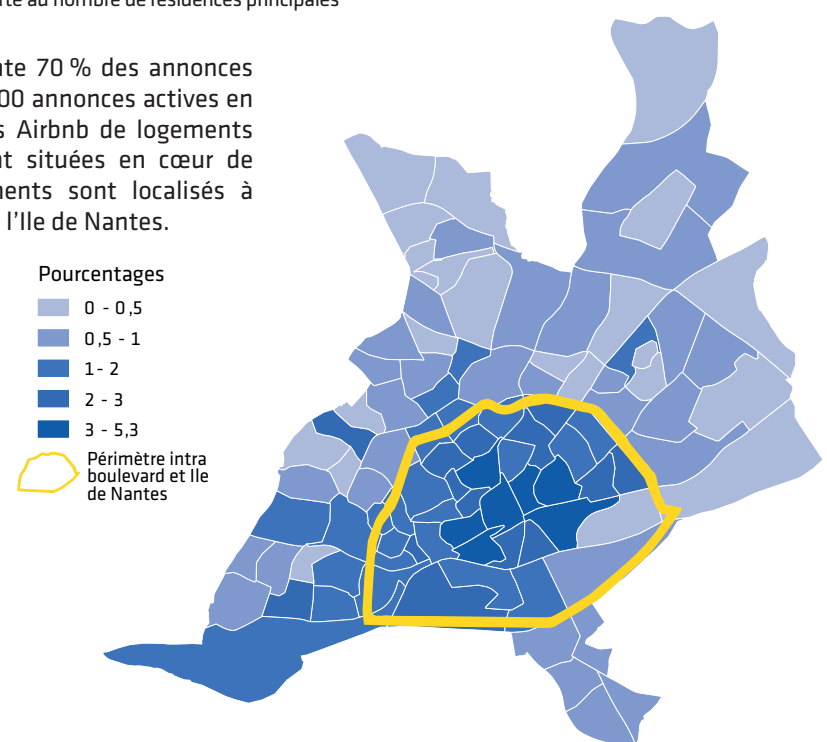 rté au nombre de résidences principales
nte 70 % des annonces
00 annonces actives en
s Airbnb de logements
nt situées en cœur de
ments sont localisés à
l'Ile de Nantes.
Pourcentages
0 - 0,5
0,5 - 1
1- 2
2 - 3
3 - 5,3
Périmètre intra
boulevard et Ile
de Nantes